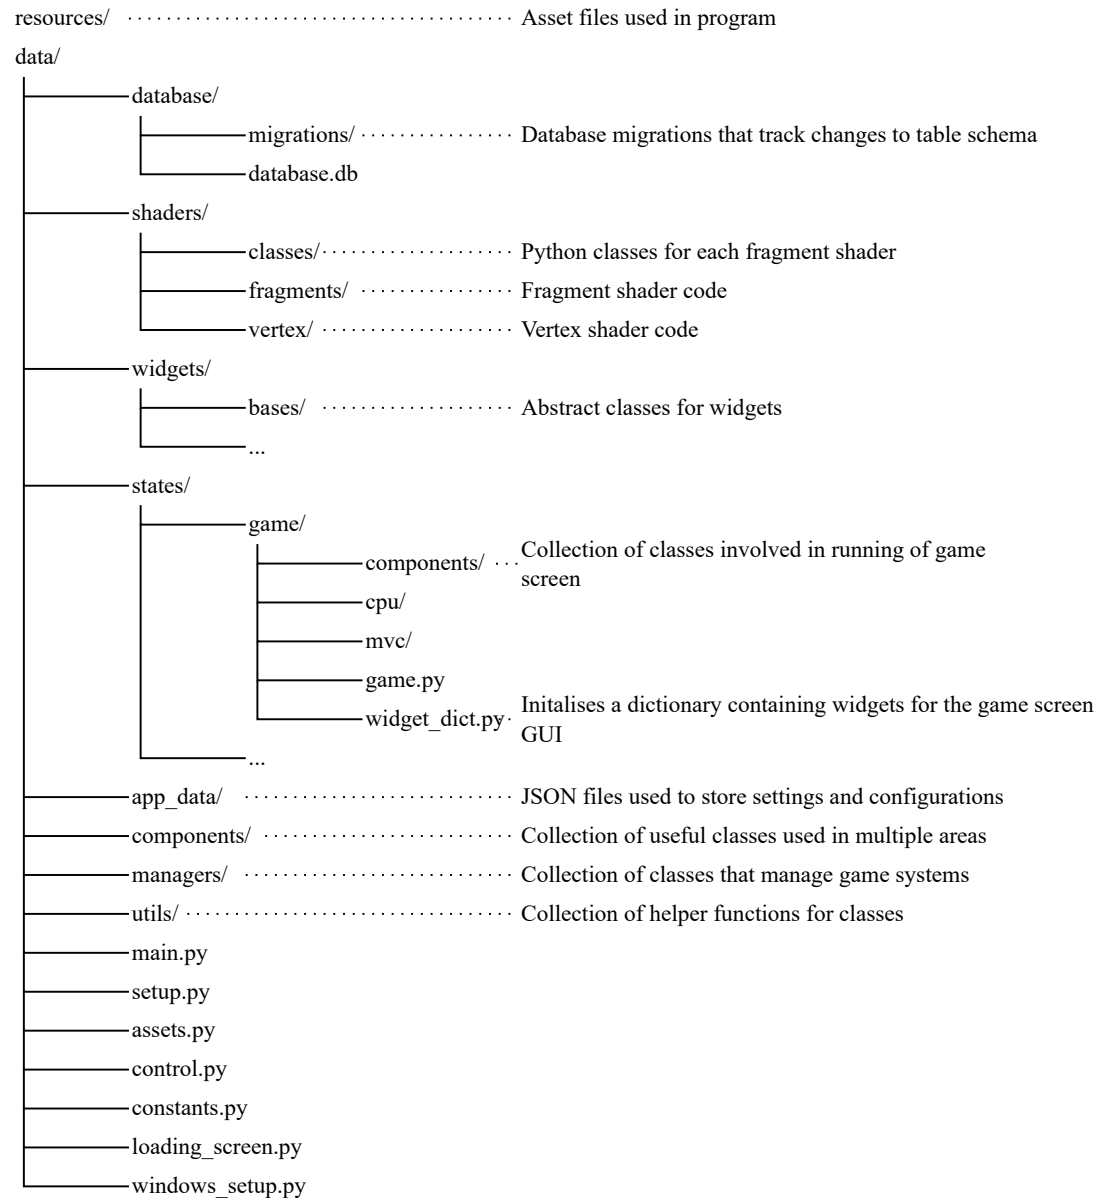 resources/ Asset files used in program
data/
database/
migrations/ Database migrations that track changes to table schema
database.db
shaders/
classes/ Python classes for each fragment shader
fragments/ Fragment shader code
vertex/ Vertex shader code
widgets/
bases/ Abstract classes for widgets
...
states/
game/
components/ Collection of classes involved in running of game
screen
cpu/
mvc/
game.py
widget_dict.py Initalises a dictionary containing widgets for the game screen
GUI
...
app_data/ JSON files used to store settings and configurations
components/ Collection of useful classes used in multiple areas
managers/ Collection of classes that manage game systems
utils/ Collection of helper functions for classes
main.py
setup.py
assets.py
control.py
constants.py
loading_screen.py
windows_setup.py